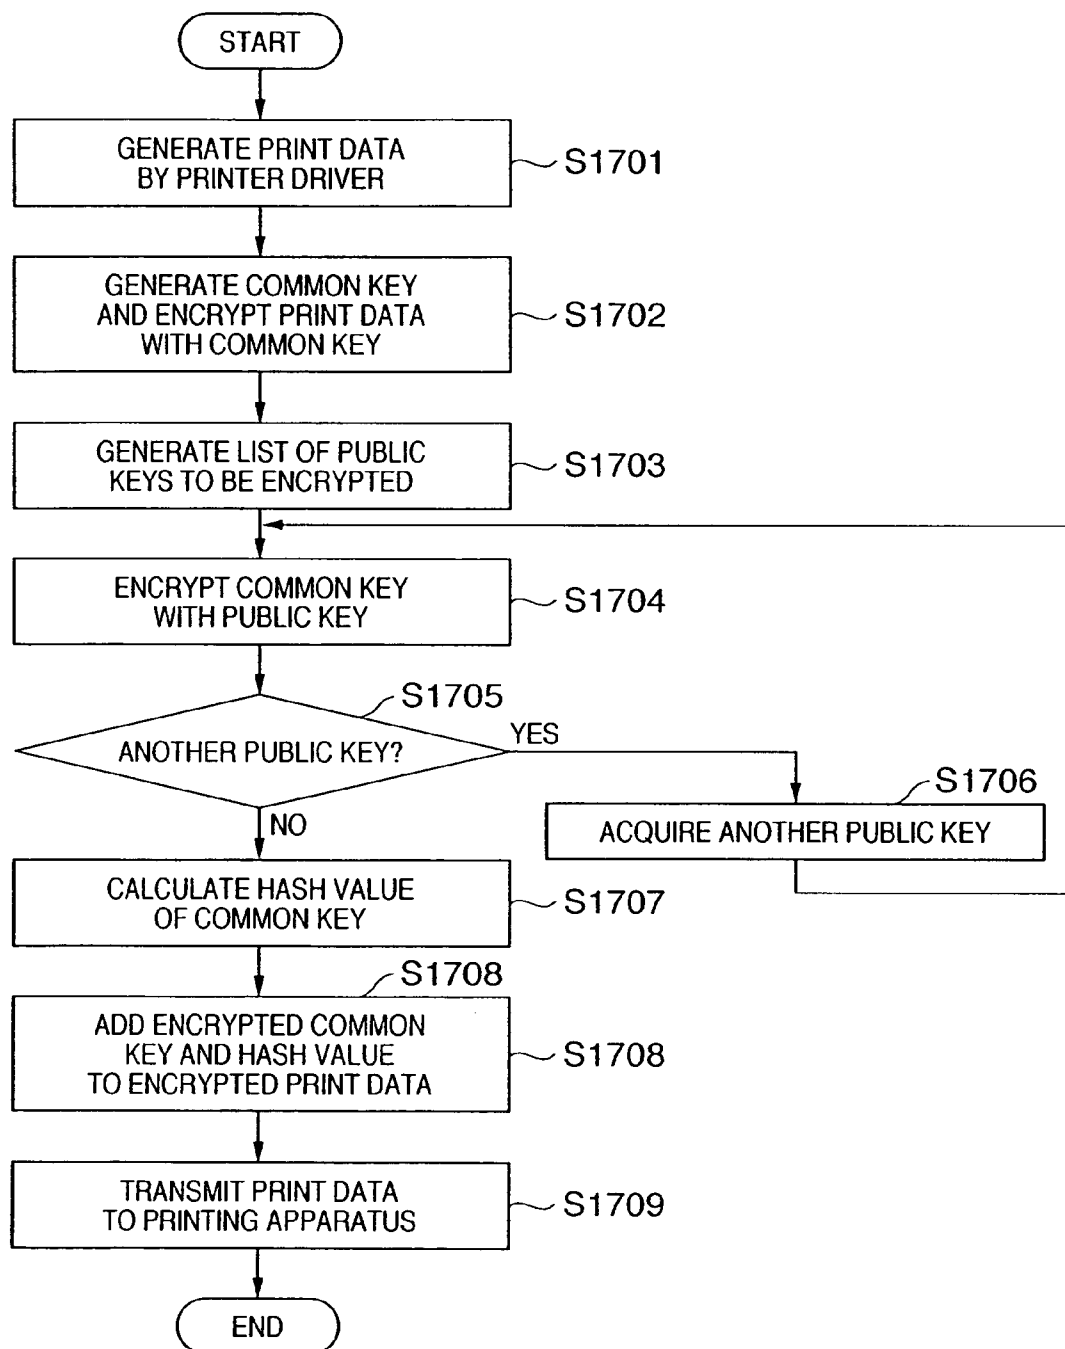 START
GENERATE PRINT DATA
BY PRINTER DRIVER
S1701
GENERATE COMMON KEY
AND ENCRYPT PRINT DATA
WITH COMMON KEY
S1702
GENERATE LIST OF PUBLIC
KEYS TO BE ENCRYPTED
S1703
ENCRYPT COMMON KEY
WITH PUBLIC KEY
S1704
S1705
ANOTHER PUBLIC KEY?
YES
NO
S1706
ACQUIRE ANOTHER PUBLIC KEY
CALCULATE HASH VALUE
OF COMMON KEY
S1707
S1708
ADD ENCRYPTED COMMON
KEY AND HASH VALUE
TO ENCRYPTED PRINT DATA
S1708
TRANSMIT PRINT DATA
TO PRINTING APPARATUS
S1709
END